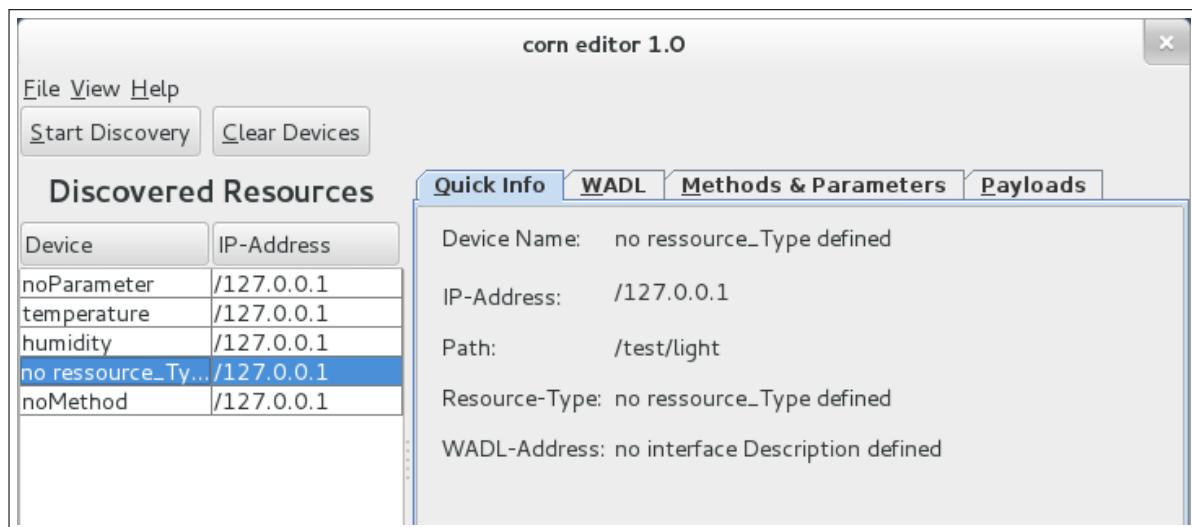 corn editor 1.0
File View Help
Start Discovery Clear Devices
Discovered Resources
Device IP-Address
noParameter /127.0.0.1
temperature /127.0.0.1
humidity /127.0.0.1
no ressource_Ty... /127.0.0.1
noMethod /127.0.0.1
Quick Info WADL Methods & Parameters Payloads
Device Name: no ressource_Type defined
IP-Address: /127.0.0.1
Path: /test/light
Resource-Type: no ressource_Type defined
WADL-Address: no interface Description defined